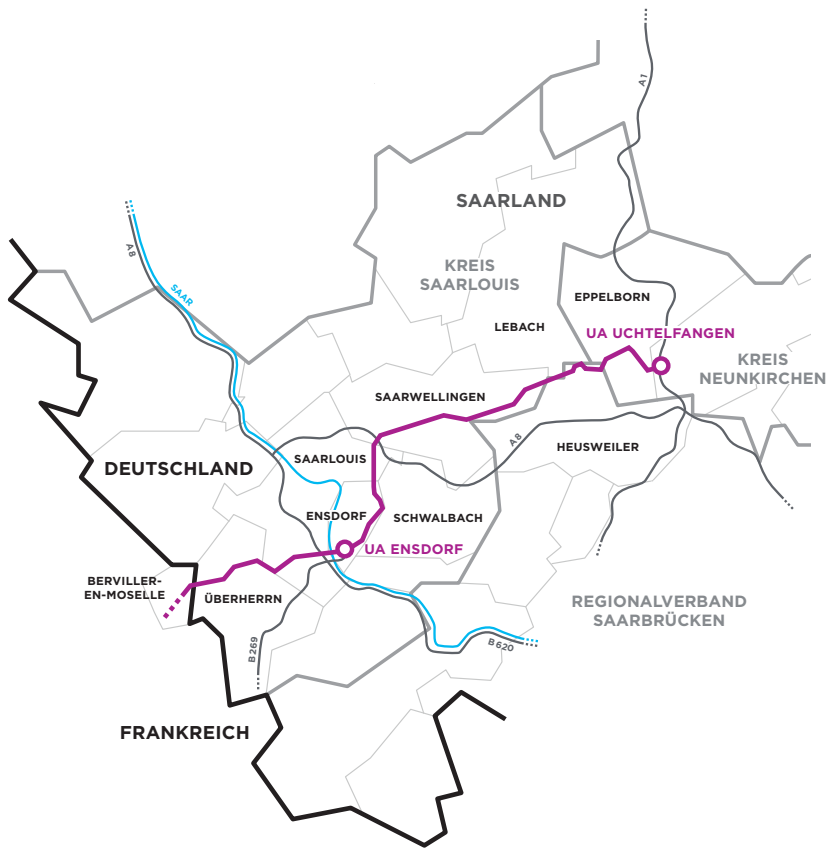 A1
SAARLAND
A8
SAAR
KREIS
SAARLOUIS
EPPELBORN
LEBACH
UA UCHTELFANGEN
KREIS
NEUNKIRCHEN
SAARWELLINGEN
A8
HEUSWEILER
DEUTSCHLAND
SAARLOUIS
ENSDORF
SCHWALBACH
UA ENSDORF
BERVILLER-
EN-MOSELLE
ÜBERHERRN
REGIONALVERBAND
SAARBRÜCKEN
B269
B620
FRANKREICH